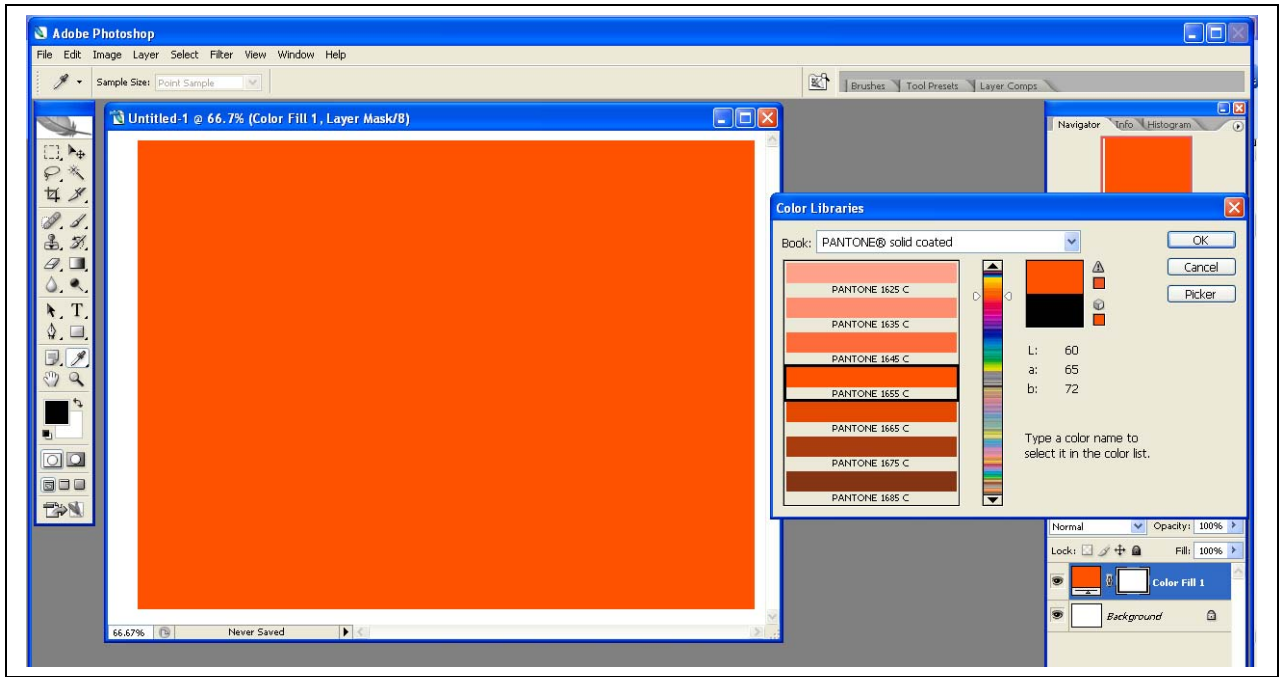 Adobe Photoshop
File Edit Image Layer Select Filter View Window Help
Sample Size: Point Sample
Brushes Tool Presets Layer Comps
Untitled-1 @ 66.7% (Color Fill 1, Layer Mask/8)
Navigator Info Histogram
Color Libraries
Book: PANTONE® solid coated
OK
Cancel
Picker
PANTONE 1625 C
PANTONE 1635 C
PANTONE 1645 C
PANTONE 1655 C
PANTONE 1665 C
PANTONE 1675 C
PANTONE 1685 C
L: 60
a: 65
b: 72
Type a color name to
select it in the color list.
Normal Opacity: 100%
Lock: Fill: 100%
Color Fill 1
Background
66.67% Never Saved